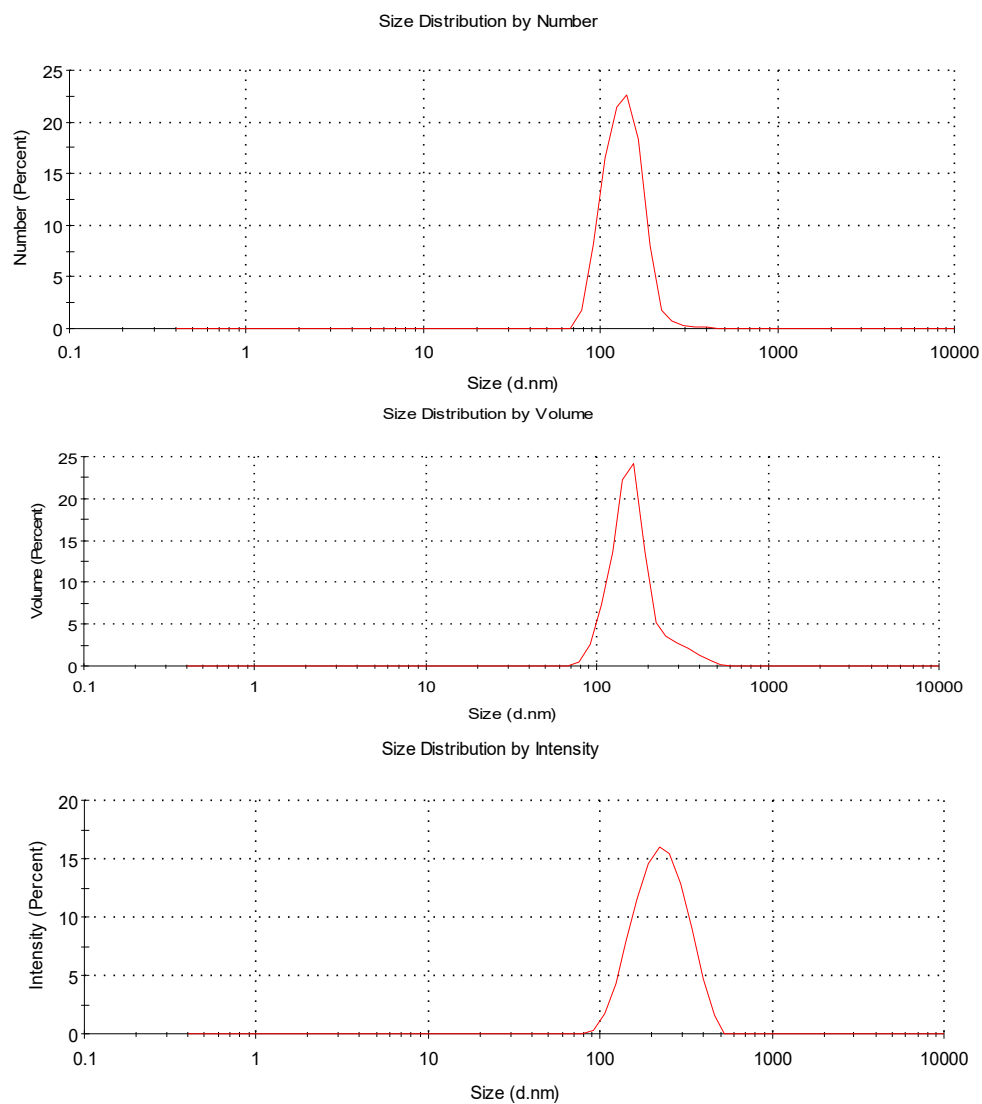 Size Distribution by Number
25
20
15
10
5
0
Number (Percent)
0.1 1 10 100 1000 10000
Size (d.nm)
Size Distribution by Volume
25
20
15
10
5
0
Volume (Percent)
0.1 1 10 100 1000 10000
Size (d.nm)
Size Distribution by Intensity
20
15
10
5
0
Intensity (Percent)
0.1 1 10 100 1000 10000
Size (d.nm)